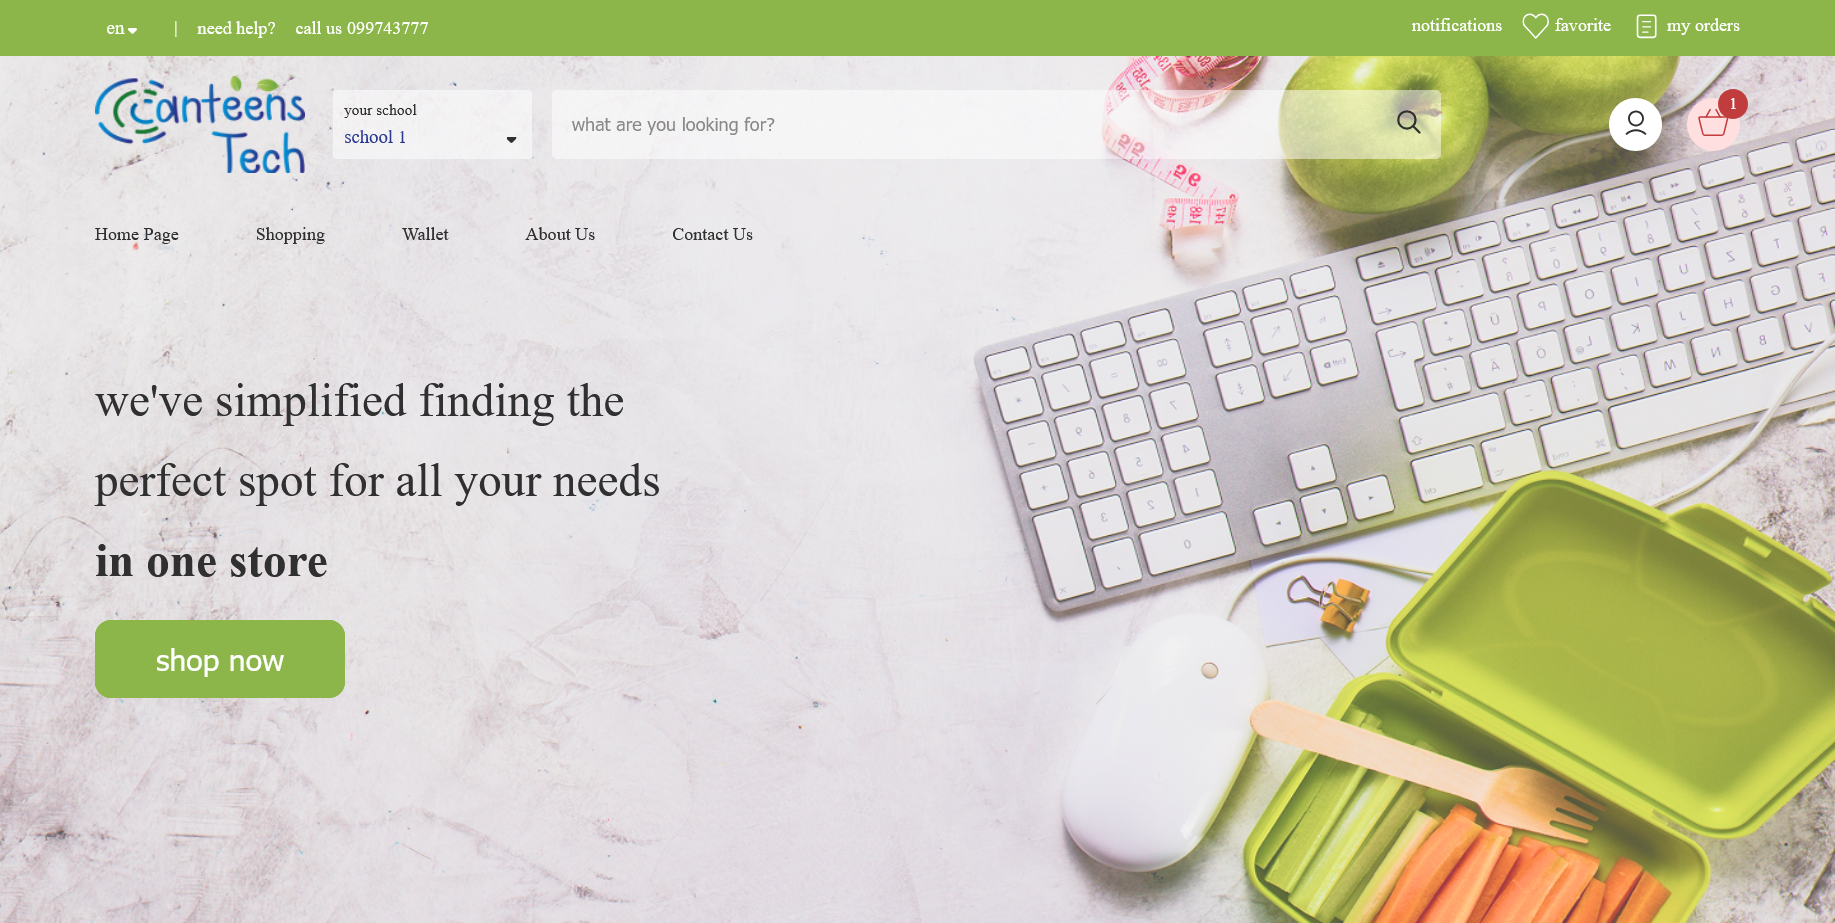 en | need help? call us 099743777
notifications favorite my orders
Canteens
Tech
your school
school 1
what are you looking for?
1
Home Page Shopping Wallet About Us Contact Us
we've simplified finding the
perfect spot for all your needs
in one store
shop now